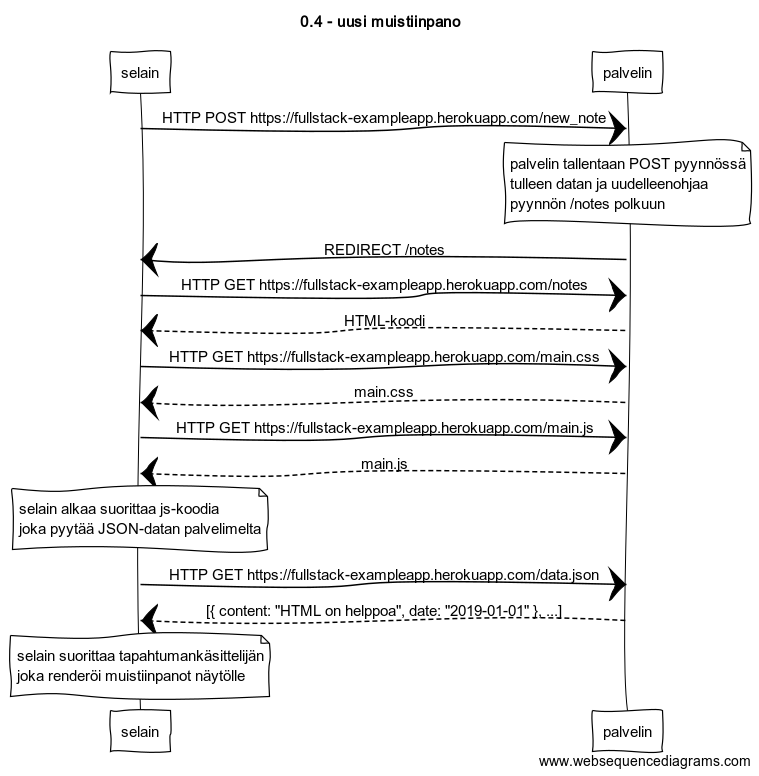 0.4 - uusi muistiinpano
selain
palvelin
HTTP POST https://fullstack-exampleapp.herokuapp.com/new_note
palvelin tallentaan POST pyynnössä
tulleen datan ja uudelleenohjaa
pyynnön /notes polkuun
REDIRECT /notes
HTTP GET https://fullstack-exampleapp.herokuapp.com/notes
HTML-koodi
HTTP GET https://fullstack-exampleapp.herokuapp.com/main.css
main.css
HTTP GET https://fullstack-exampleapp.herokuapp.com/main.js
main.js
selain alkaa suorittaa js-koodia
joka pyytää JSON-datan palvelimelta
HTTP GET https://fullstack-exampleapp.herokuapp.com/data.json
[{ content: "HTML on helppoa", date: "2019-01-01" }, ...]
selain suorittaa tapahtumankäsittelijän
joka renderöi muistiinpanot näytölle
selain
palvelin
www.websequencediagrams.com